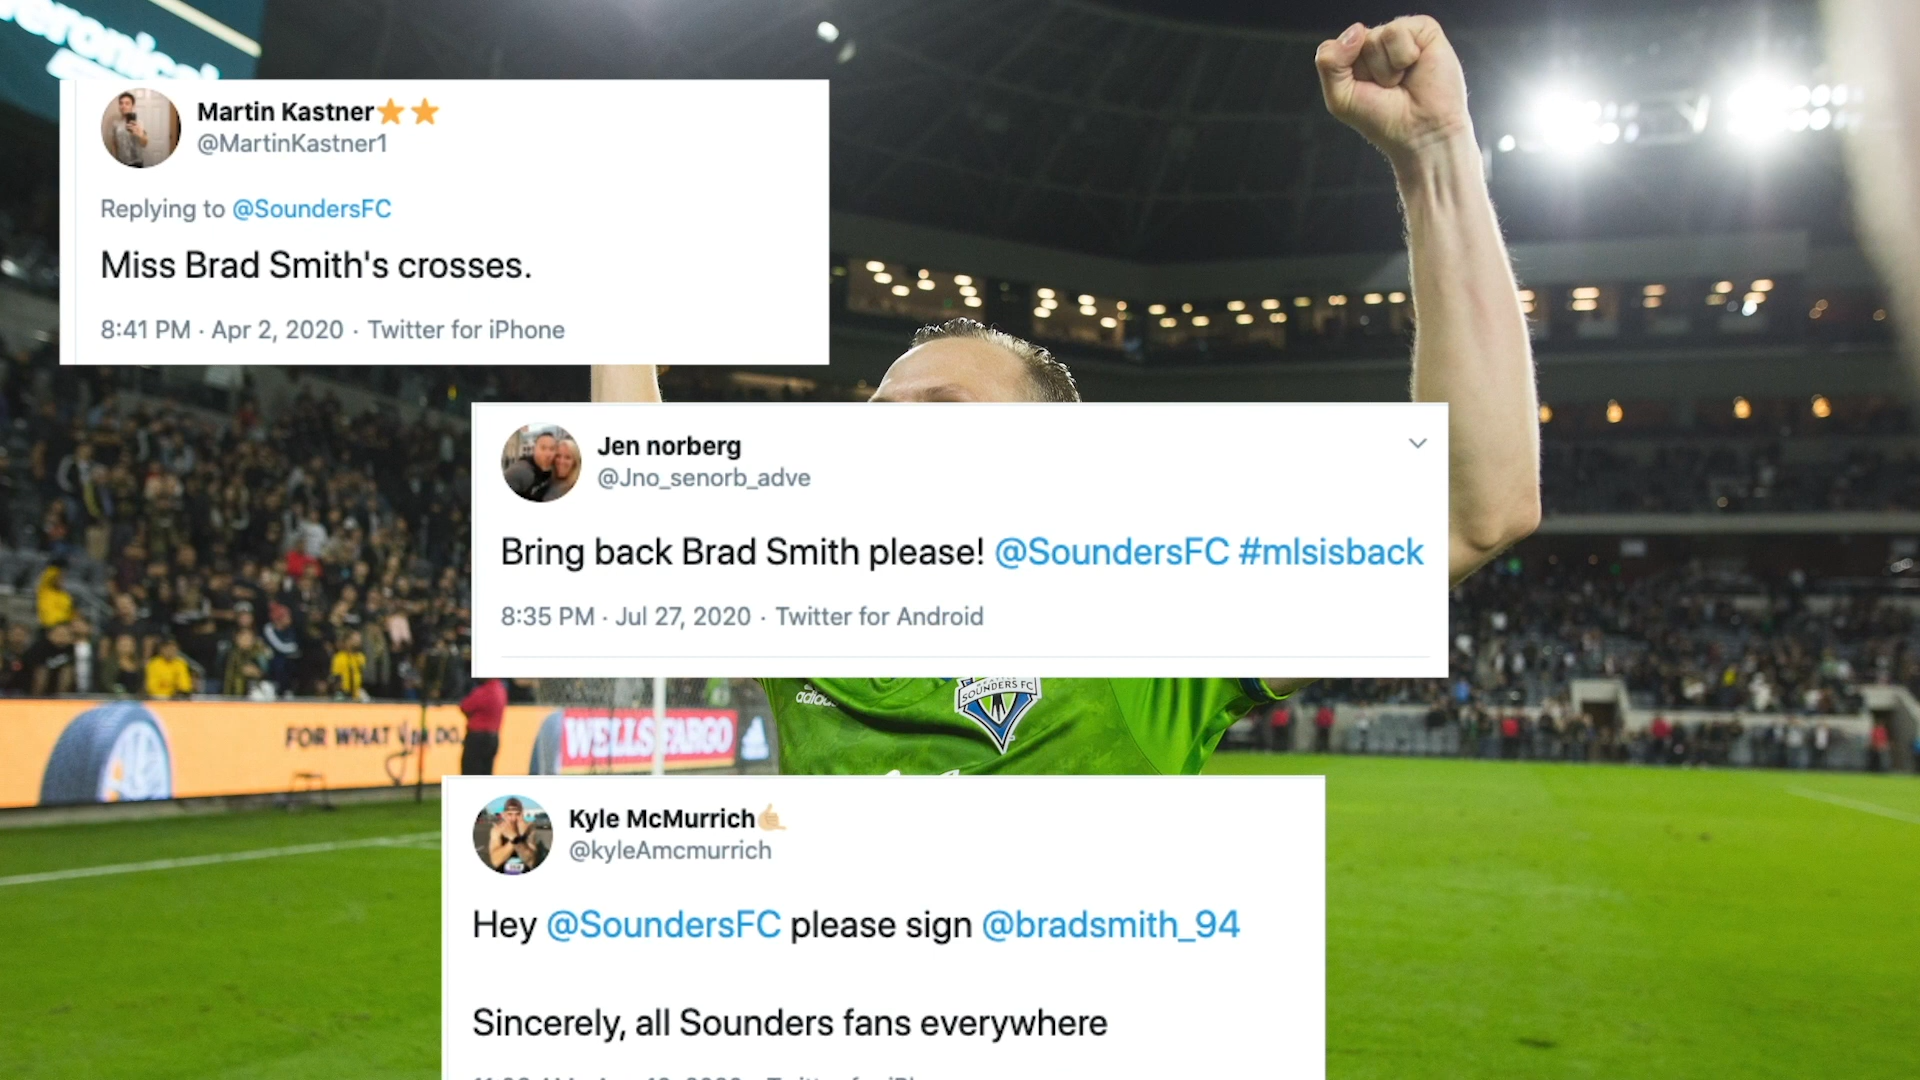 Martin Kastner⭐⭐
@MartinKastner1
Replying to @SoundersFC
Miss Brad Smith's crosses.
8:41 PM · Apr 2, 2020 · Twitter for iPhone
Jen norberg
@Jno_senorb_adve
Bring back Brad Smith please! @SoundersFC #mlsisback
8:35 PM · Jul 27, 2020 · Twitter for Android
adidas
SOUNDERS FC
FOR WHAT YOU DO.
WELLS FARGO
Kyle McMurrich🤙🏼
@kyleAmcmurrich
Hey @SoundersFC please sign @bradsmith_94
Sincerely, all Sounders fans everywhere